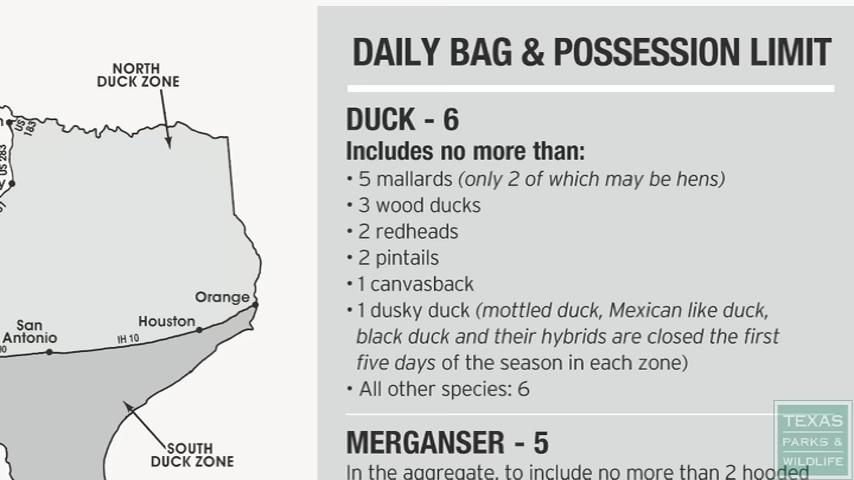 NORTH
DUCK ZONE
US
183
US 283
Orange
Houston
San
Antonio
IH 10
SOUTH
DUCK ZONE
DAILY BAG & POSSESSION LIMIT
DUCK - 6
Includes no more than:
• 5 mallards (only 2 of which may be hens)
• 3 wood ducks
• 2 redheads
• 2 pintails
• 1 canvasback
• 1 dusky duck (mottled duck, Mexican like duck,
black duck and their hybrids are closed the first
five days of the season in each zone)
• All other species: 6
MERGANSER - 5
In the aggregate, to include no more than 2 hooded
TEXAS
PARKS &
WILDLIFE